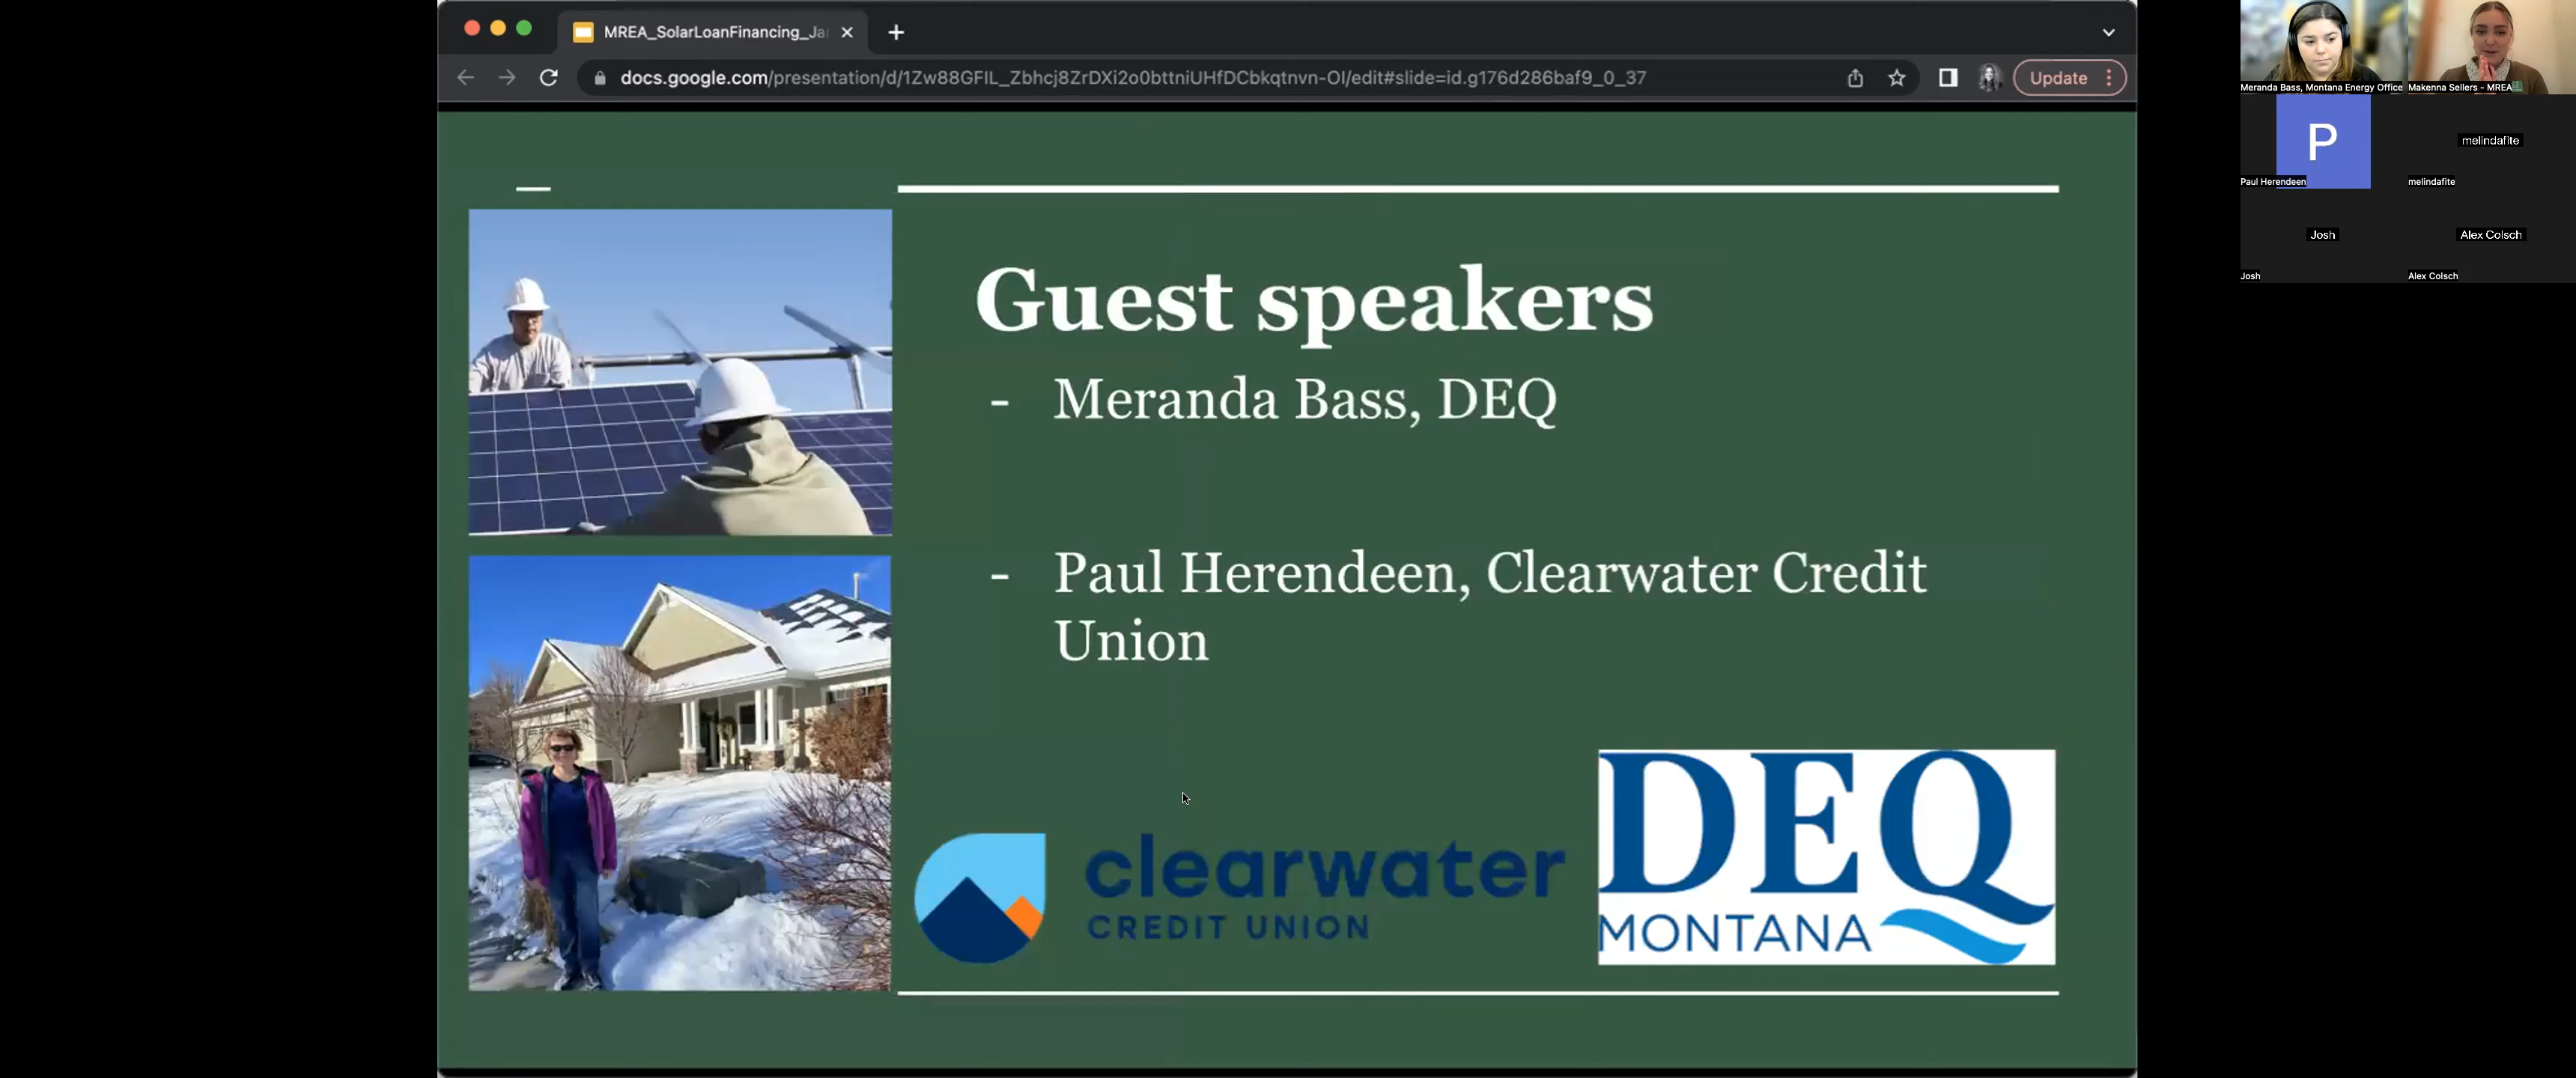 MREA_SolarLoanFinancing_Ja
docs.google.com/presentation/d/1Zw88GFIL_Zbhcj8ZrDXi2o0bttniUHfDCbkqtnvn-OI/edit#slide=id.g176d286baf9_0_37
Update
Guest speakers
- Meranda Bass, DEQ
- Paul Herendeen, Clearwater Credit
Union
clearwater
CREDIT UNION
DEQ
MONTANA
Meranda Bass, Montana Energy Office
Makenna Sellers - MREA
P
Paul Herendeen
melindafite
melindafite
Josh
Josh
Alex Colsch
Alex Colsch